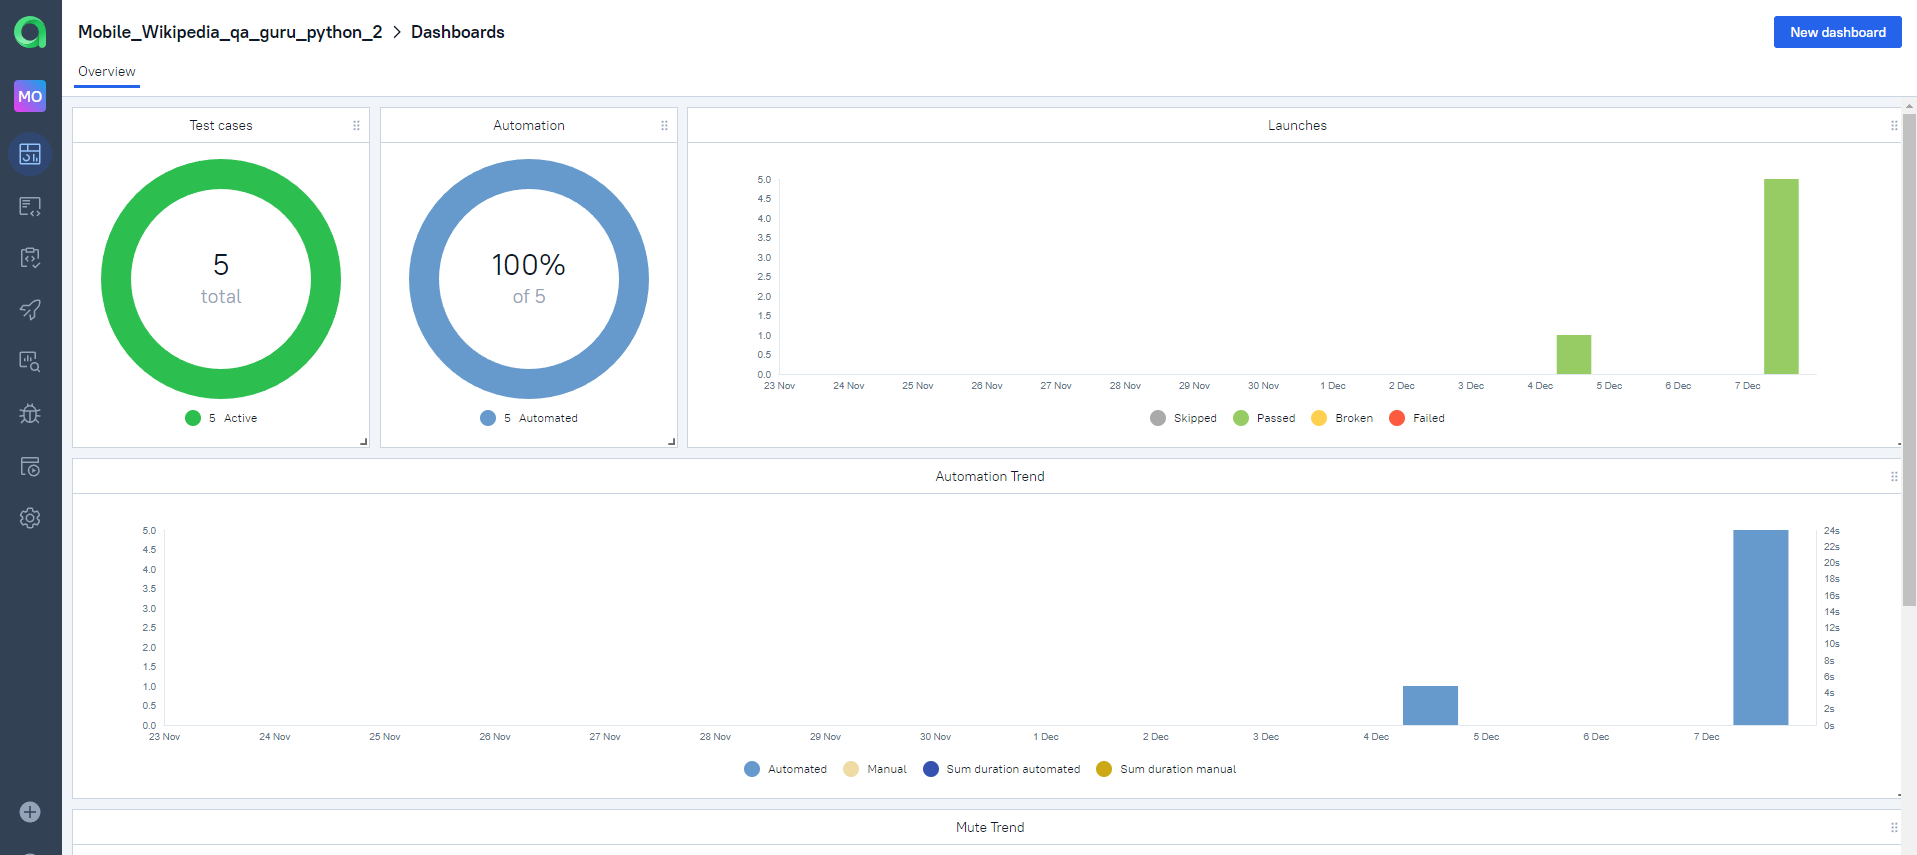 Mobile_Wikipedia_qa_guru_python_2 > Dashboards
New dashboard
MO
Overview
Test cases
5
total
5 Active
Automation
100%
of 5
5 Automated
Launches
5.0
4.5
4.0
3.5
3.0
2.5
2.0
1.5
1.0
0.5
0.0
23 Nov 24 Nov 25 Nov 26 Nov 27 Nov 28 Nov 29 Nov 30 Nov 1 Dec 2 Dec 3 Dec 4 Dec 5 Dec 6 Dec 7 Dec
Skipped Passed Broken Failed
Automation Trend
5.0
4.5
4.0
3.5
3.0
2.5
2.0
1.5
1.0
0.5
0.0
24s
22s
20s
18s
16s
14s
12s
10s
8s
6s
4s
2s
0s
23 Nov 24 Nov 25 Nov 26 Nov 27 Nov 28 Nov 29 Nov 30 Nov 1 Dec 2 Dec 3 Dec 4 Dec 5 Dec 6 Dec 7 Dec
Automated Manual Sum duration automated Sum duration manual
Mute Trend